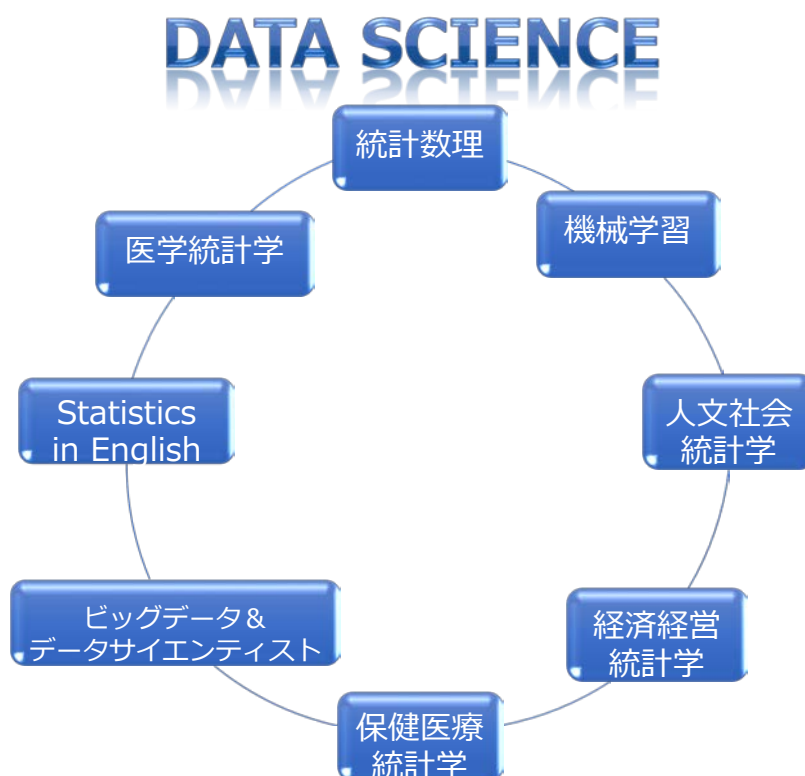 DATA SCIENCE
統計数理
機械学習
人文社会
統計学
経済経営
統計学
保健医療
統計学
ビッグデータ＆
データサイエンティスト
Statistics
in English
医学統計学